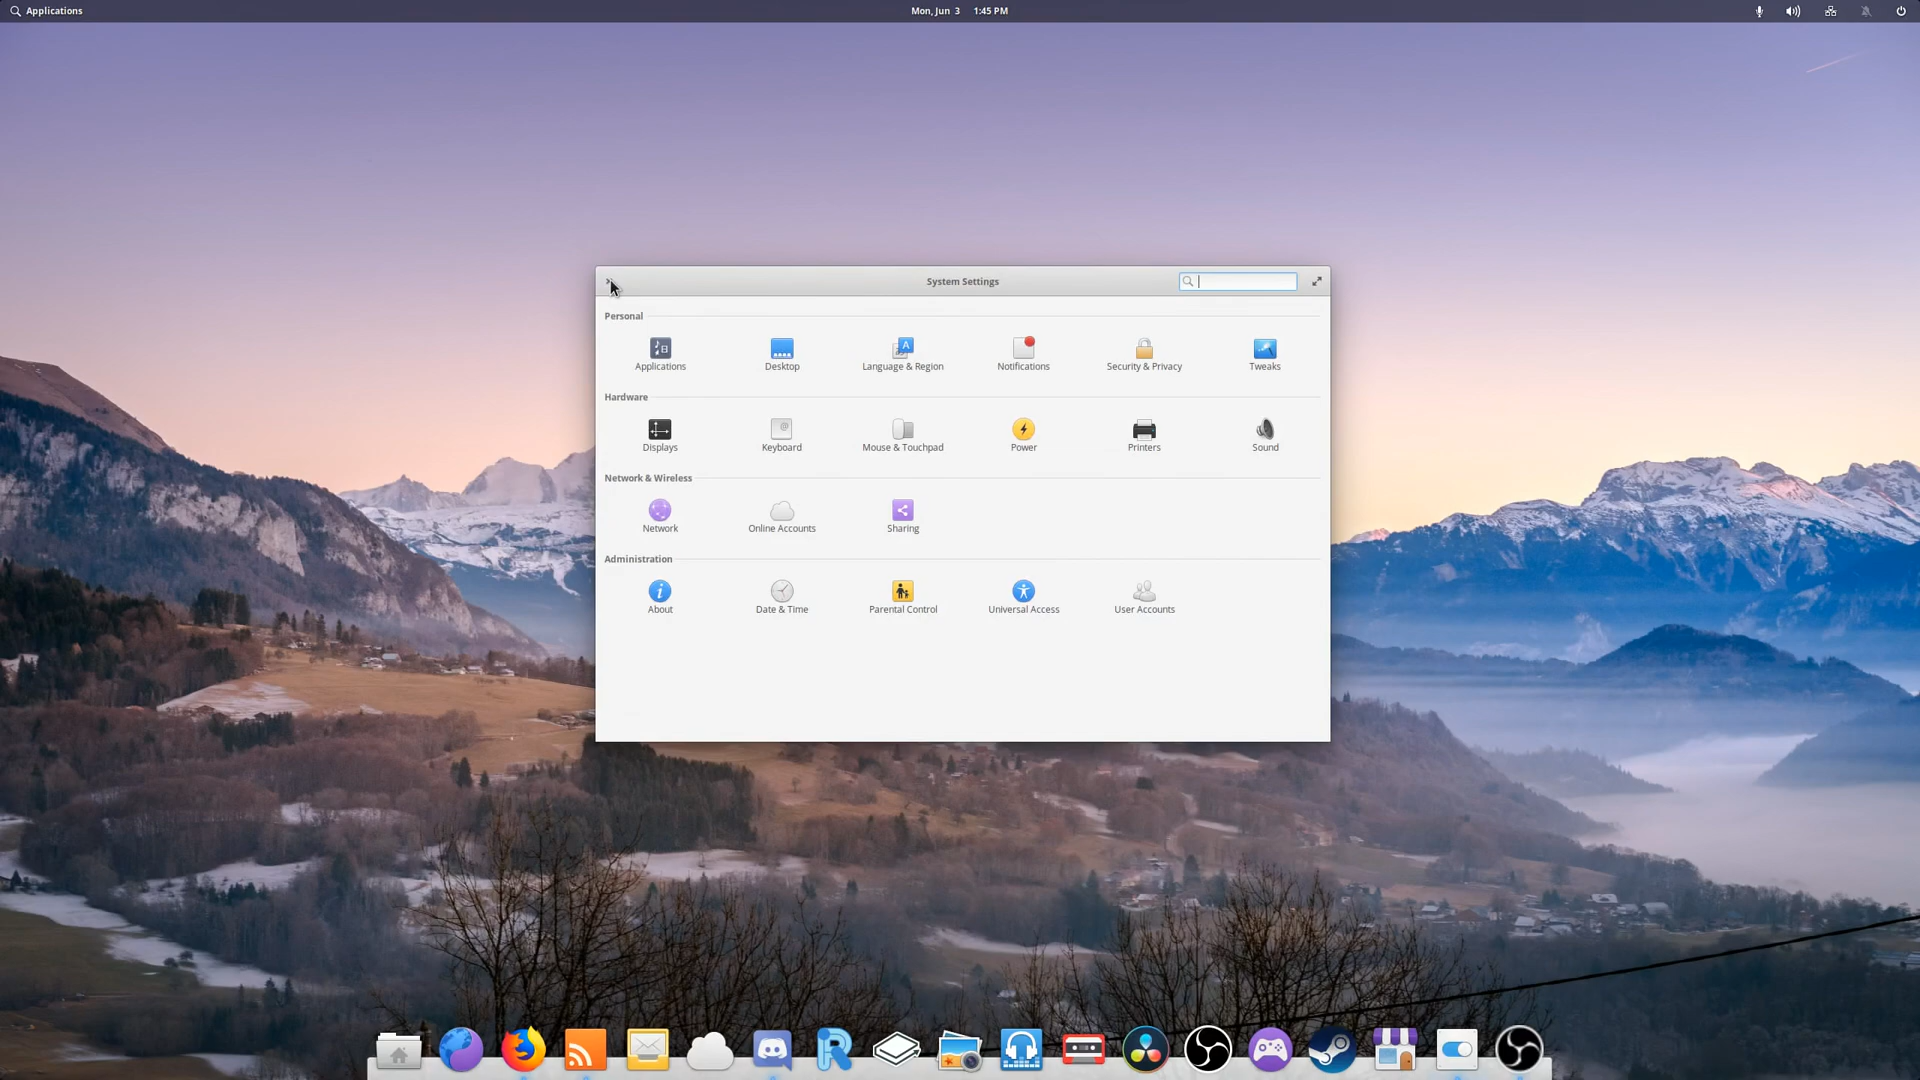 Applications
Mon, Jun 3 1:45 PM
System Settings
Personal
Applications
Desktop
Language & Region
Notifications
Security & Privacy
Tweaks
Hardware
Displays
Keyboard
Mouse & Touchpad
Power
Printers
Sound
Network & Wireless
Network
Online Accounts
Sharing
Administration
About
Date & Time
Parental Control
Universal Access
User Accounts